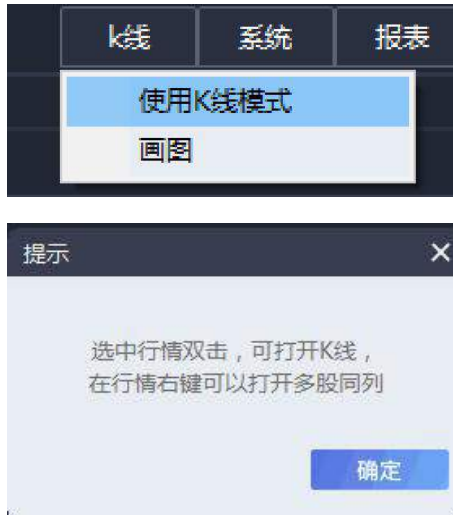 k线 系统 报表
使用K线模式
画图
提示
选中行情双击，可打开K线，
在行情右键可以打开多股同列
确定